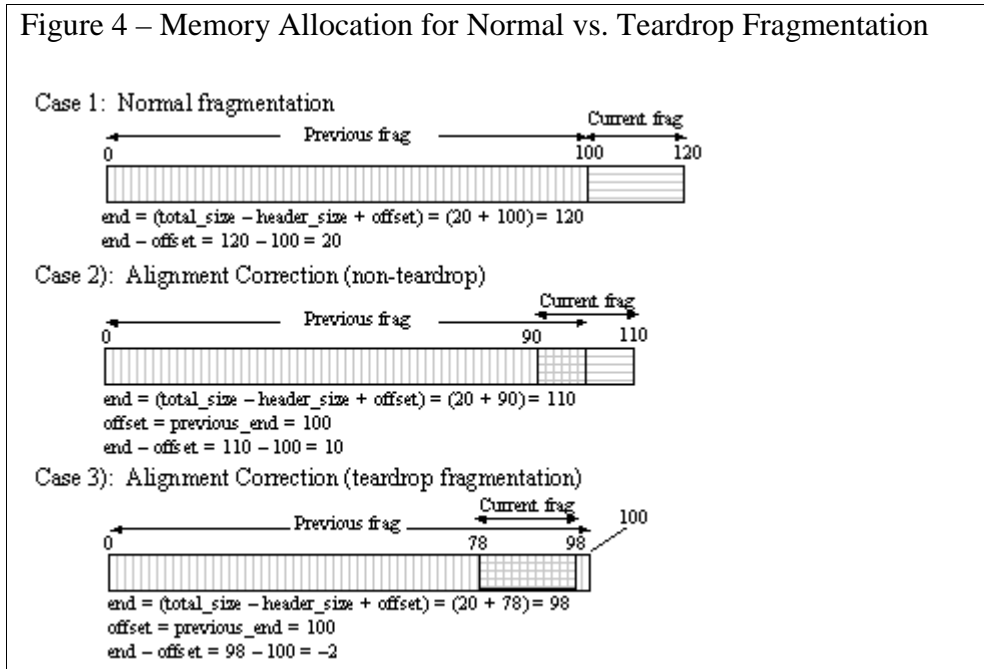 Figure 4 – Memory Allocation for Normal vs. Teardrop Fragmentation
Case 1: Normal fragmentation
Current frag
Previous frag
0 100 120
end = (total_size – header_size + offset) = (20 + 100) = 120
end – offset = 120 – 100 = 20
Case 2): Alignment Correction (non-teardrop)
Current frag
Previous frag
0 90 110
end = (total_size – header_size + offset) = (20 + 90) = 110
offset = previous_end = 100
end – offset = 110 – 100 = 10
Case 3): Alignment Correction (teardrop fragmentation)
Current frag
Previous frag 100
0 78 98
end = (total_size – header_size + offset) = (20 + 78) = 98
offset = previous_end = 100
end – offset = 98 – 100 = –2